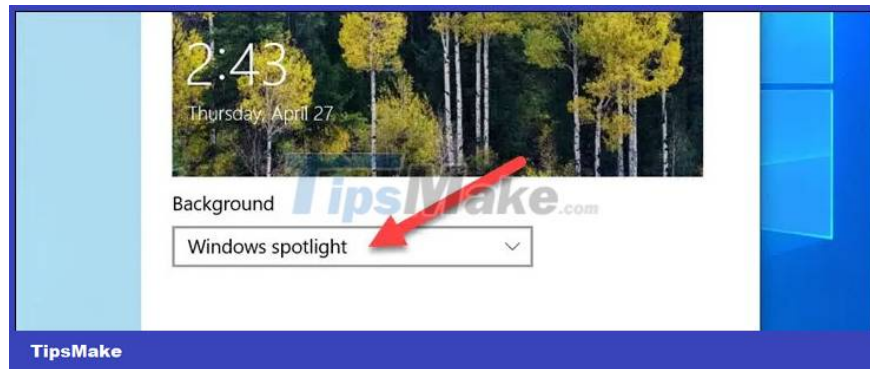 2:43
Thursday, April 27
TipsMake.com
Background
Windows spotlight
TipsMake